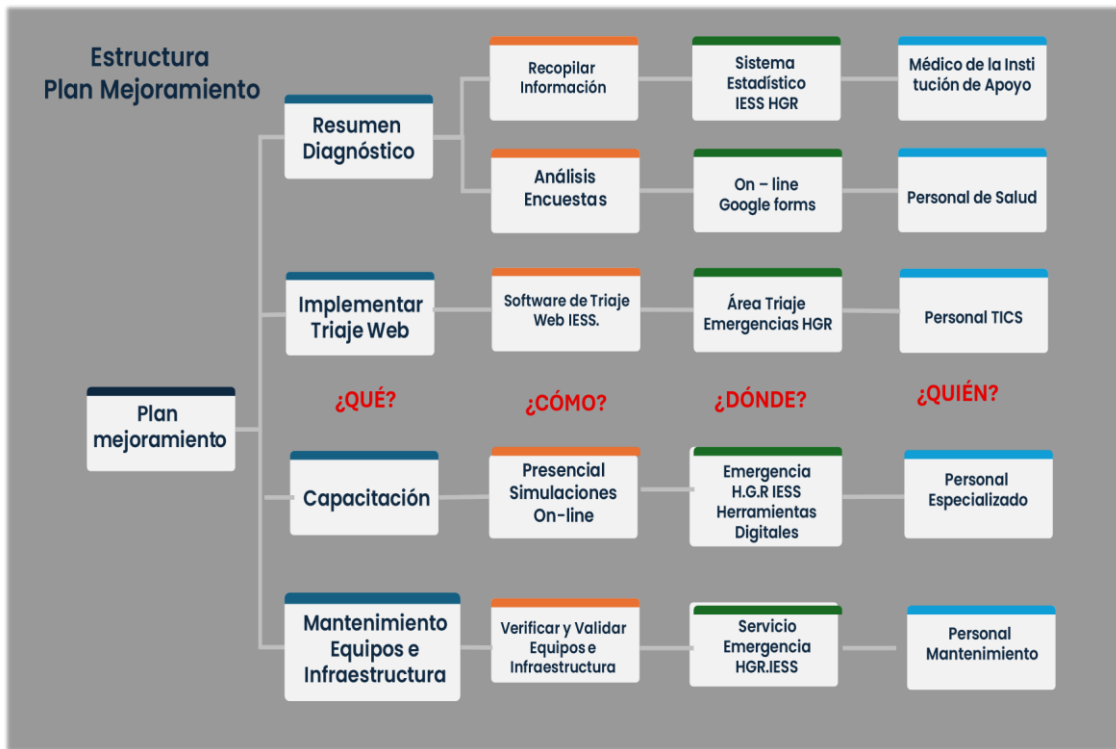 Estructura
Plan Mejoramiento
Recopilar
Información
Sistema
Estadístico
IESS HGR
Médico de la Insti
tución de Apoyo
Resumen
Diagnóstico
Análisis
Encuestas
On – line
Google forms
Personal de Salud
Implementar
Triaje Web
Software de Triaje
Web IESS.
Área Triaje
Emergencias HGR
Personal TICS
¿QUÉ?
¿CÓMO?
¿DÓNDE?
¿QUIÉN?
Plan
mejoramiento
Capacitación
Presencial
Simulaciones
On-line
Emergencia
H.G.R IESS
Herramientas
Digitales
Personal
Especializado
Mantenimiento
Equipos e
Infraestructura
Verificar y Validar
Equipos e
Infraestructura
Servicio
Emergencia
HGR.IESS
Personal
Mantenimiento